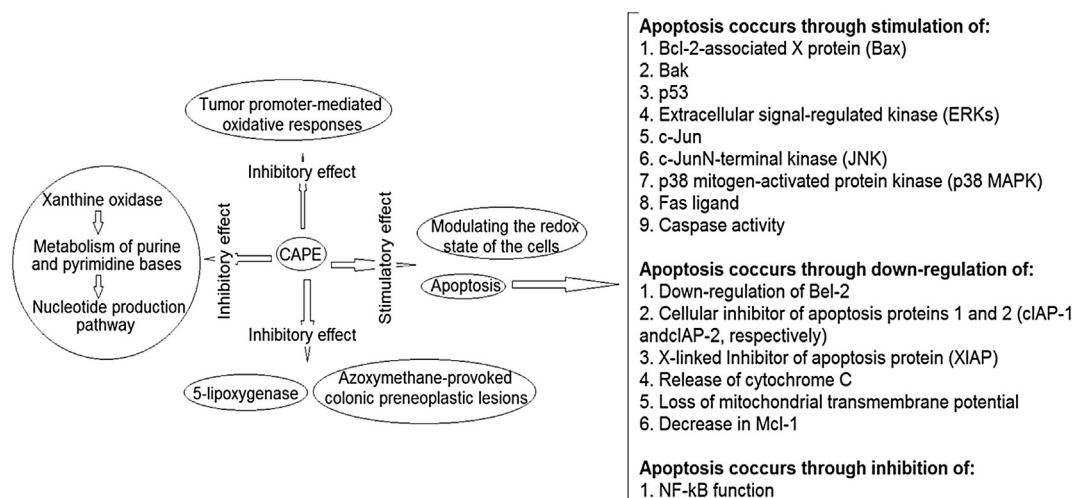 Tumor promoter-mediated
oxidative responses
Inhibitory effect
Xanthine oxidase
Metabolism of purine
and pyrimidine bases
Nucleotide production
pathway
Inhibitory effect
CAPE
Stimulatory effect
Modulating the redox
state of the cells
Apoptosis
Inhibitory effect
5-lipoxygenase
Azoxymethane-provoked
colonic preneoplastic lesions
Apoptosis coccurs through stimulation of:
1. Bcl-2-associated X protein (Bax)
2. Bak
3. p53
4. Extracellular signal-regulated kinase (ERKs)
5. c-Jun
6. c-JunN-terminal kinase (JNK)
7. p38 mitogen-activated protein kinase (p38 MAPK)
8. Fas ligand
9. Caspase activity
Apoptosis coccurs through down-regulation of:
1. Down-regulation of Bel-2
2. Cellular inhibitor of apoptosis proteins 1 and 2 (cIAP-1
andcIAP-2, respectively)
3. X-linked Inhibitor of apoptosis protein (XIAP)
4. Release of cytochrome C
5. Loss of mitochondrial transmembrane potential
6. Decrease in Mcl-1
Apoptosis coccurs through inhibition of:
1. NF-kB function